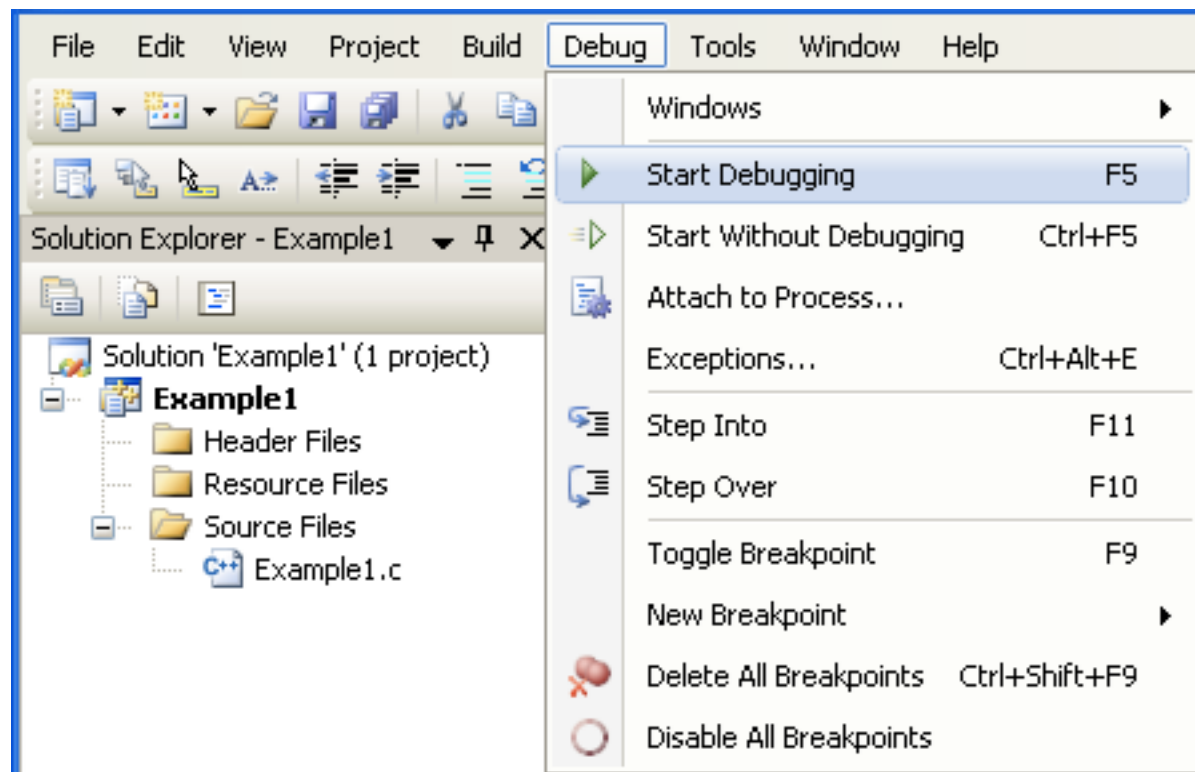 File Edit View Project Build Debug Tools Window Help
Windows
Start Debugging F5
Start Without Debugging Ctrl+F5
Attach to Process...
Exceptions... Ctrl+Alt+E
Step Into F11
Step Over F10
Toggle Breakpoint F9
New Breakpoint
Delete All Breakpoints Ctrl+Shift+F9
Disable All Breakpoints
Solution Explorer - Example1
Solution 'Example1' (1 project)
Example1
Header Files
Resource Files
Source Files
C++ Example1.c